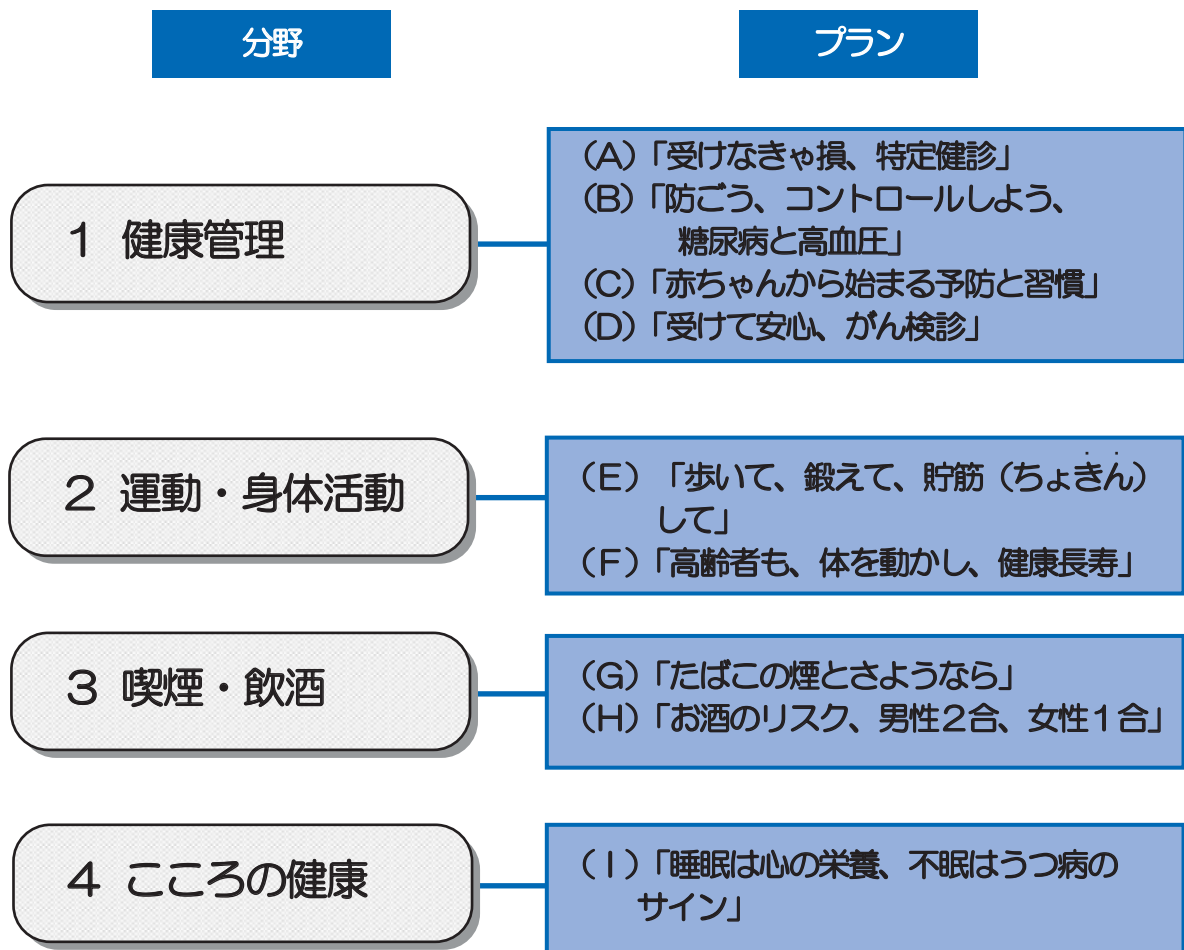 分野
プラン
1 健康管理
(A)「受けなきゃ損、特定健診」
(B)「防ごう、コントロールしよう、
糖尿病と高血圧」
(C)「赤ちゃんから始まる予防と習慣」
(D)「受けて安心、がん検診」
2 運動・身体活動
(E)「歩いて、鍛えて、貯筋(ちょきん)
して」
(F)「高齢者も、体を動かし、健康長寿」
3 喫煙・飲酒
(G)「たばこの煙とさようなら」
(H)「お酒のリスク、男性2合、女性1合」
4 こころの健康
(I)「睡眠は心の栄養、不眠はうつ病の
サイン」